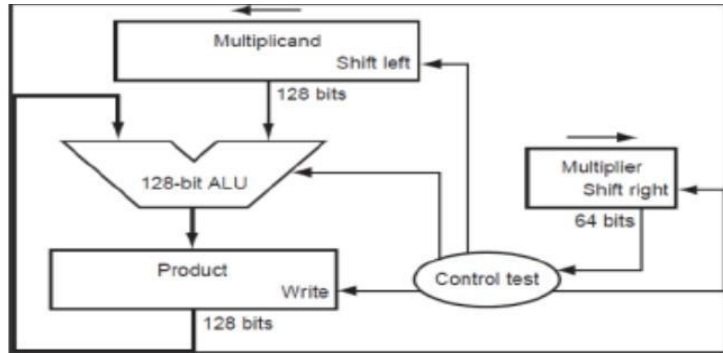 Multiplicand
Shift left
128 bits
128-bit ALU
Multiplier
Shift right
64 bits
Product
Write
Control test
128 bits